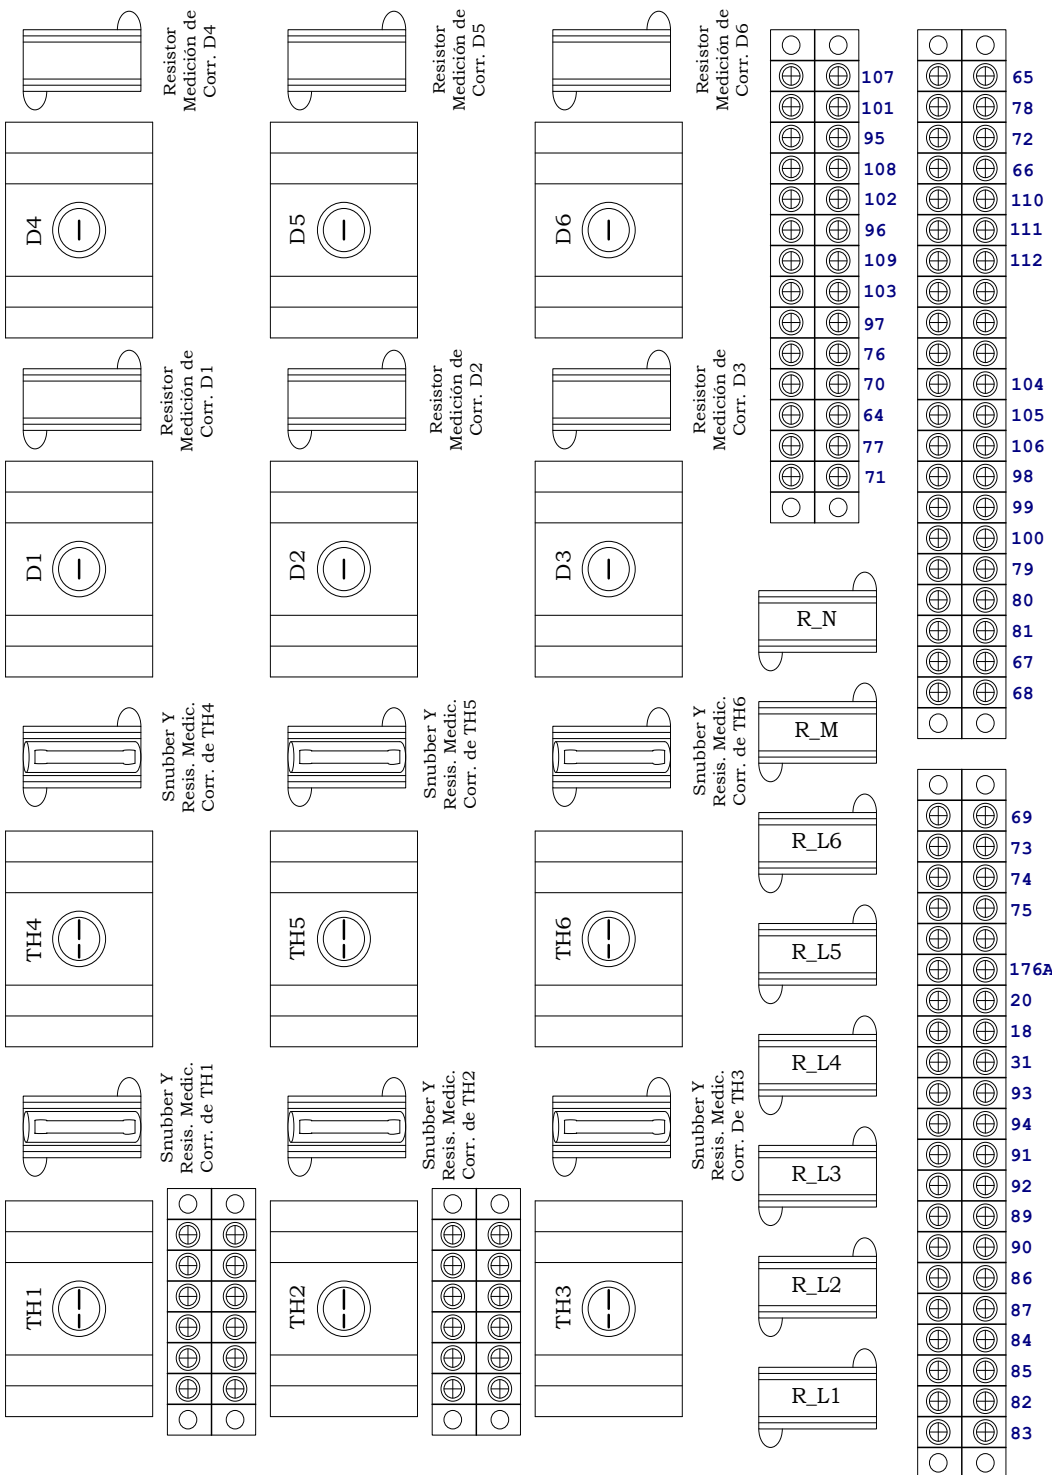 Resistor
Medición de
Corr. D4
Resistor
Medición de
Corr. D5
Resistor
Medición de
Corr. D6
D4
D5
D6
Resistor
Medición de
Corr. D1
Resistor
Medición de
Corr. D2
Resistor
Medición de
Corr. D3
D1
D2
D3
Snubber Y
Resis. Medic.
Corr. de TH4
Snubber Y
Resis. Medic.
Corr. de TH5
Snubber Y
Resis. Medic.
Corr. de TH6
TH4
TH5
TH6
Snubber Y
Resis. Medic.
Corr. de TH1
Snubber Y
Resis. Medic.
Corr. de TH2
Snubber Y
Resis. Medic.
Corr. De TH3
TH1
TH2
TH3
107
101
95
108
102
96
109
103
97
76
70
64
77
71
R_N
R_M
R_L6
R_L5
R_L4
R_L3
R_L2
R_L1
65
78
72
66
110
111
112
104
105
106
98
99
100
79
80
81
67
68
69
73
74
75
176A
20
18
31
93
94
91
92
89
90
86
87
84
85
82
83